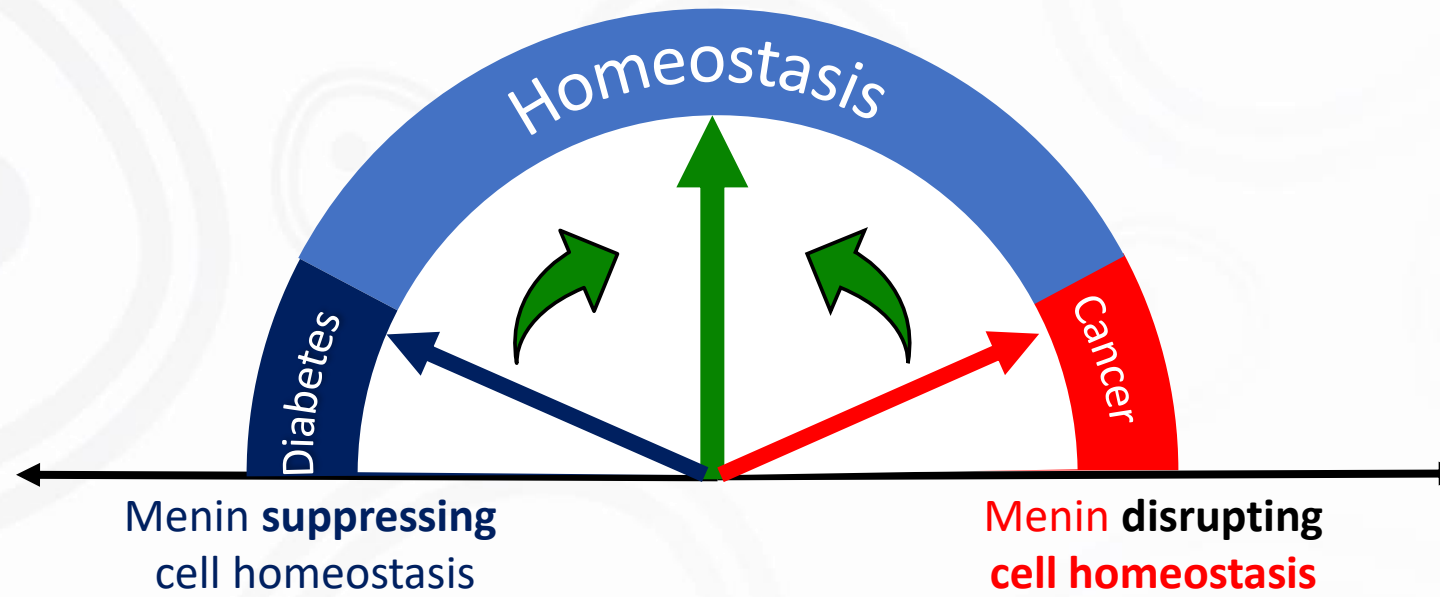 Homeostasis
Diabetes
Cancer
Menin suppressing
cell homeostasis
Menin disrupting
cell homeostasis